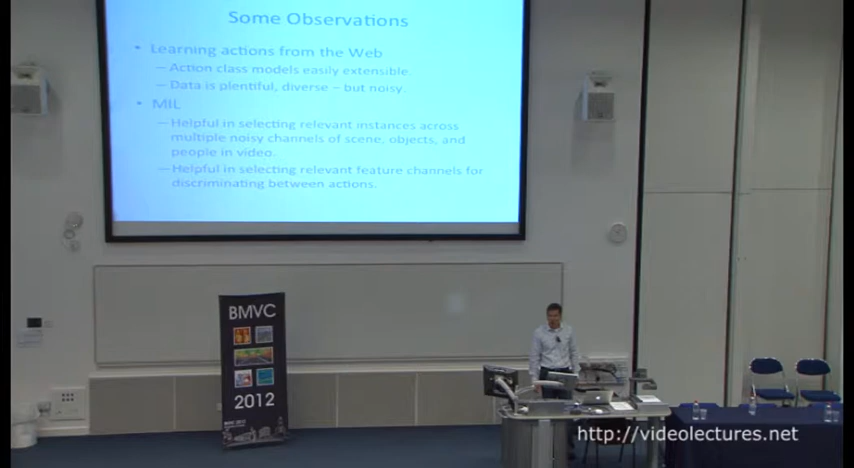 Some Observations
• Learning actions from the Web
– Action class models easily extensible.
– Data is plentiful, diverse – but noisy.
• MIL
– Helpful in selecting relevant instances across
multiple noisy channels of scene, objects, and
people in video.
– Helpful in selecting relevant feature channels for
discriminating between actions.
BMVC
2012
http://videolectures.net